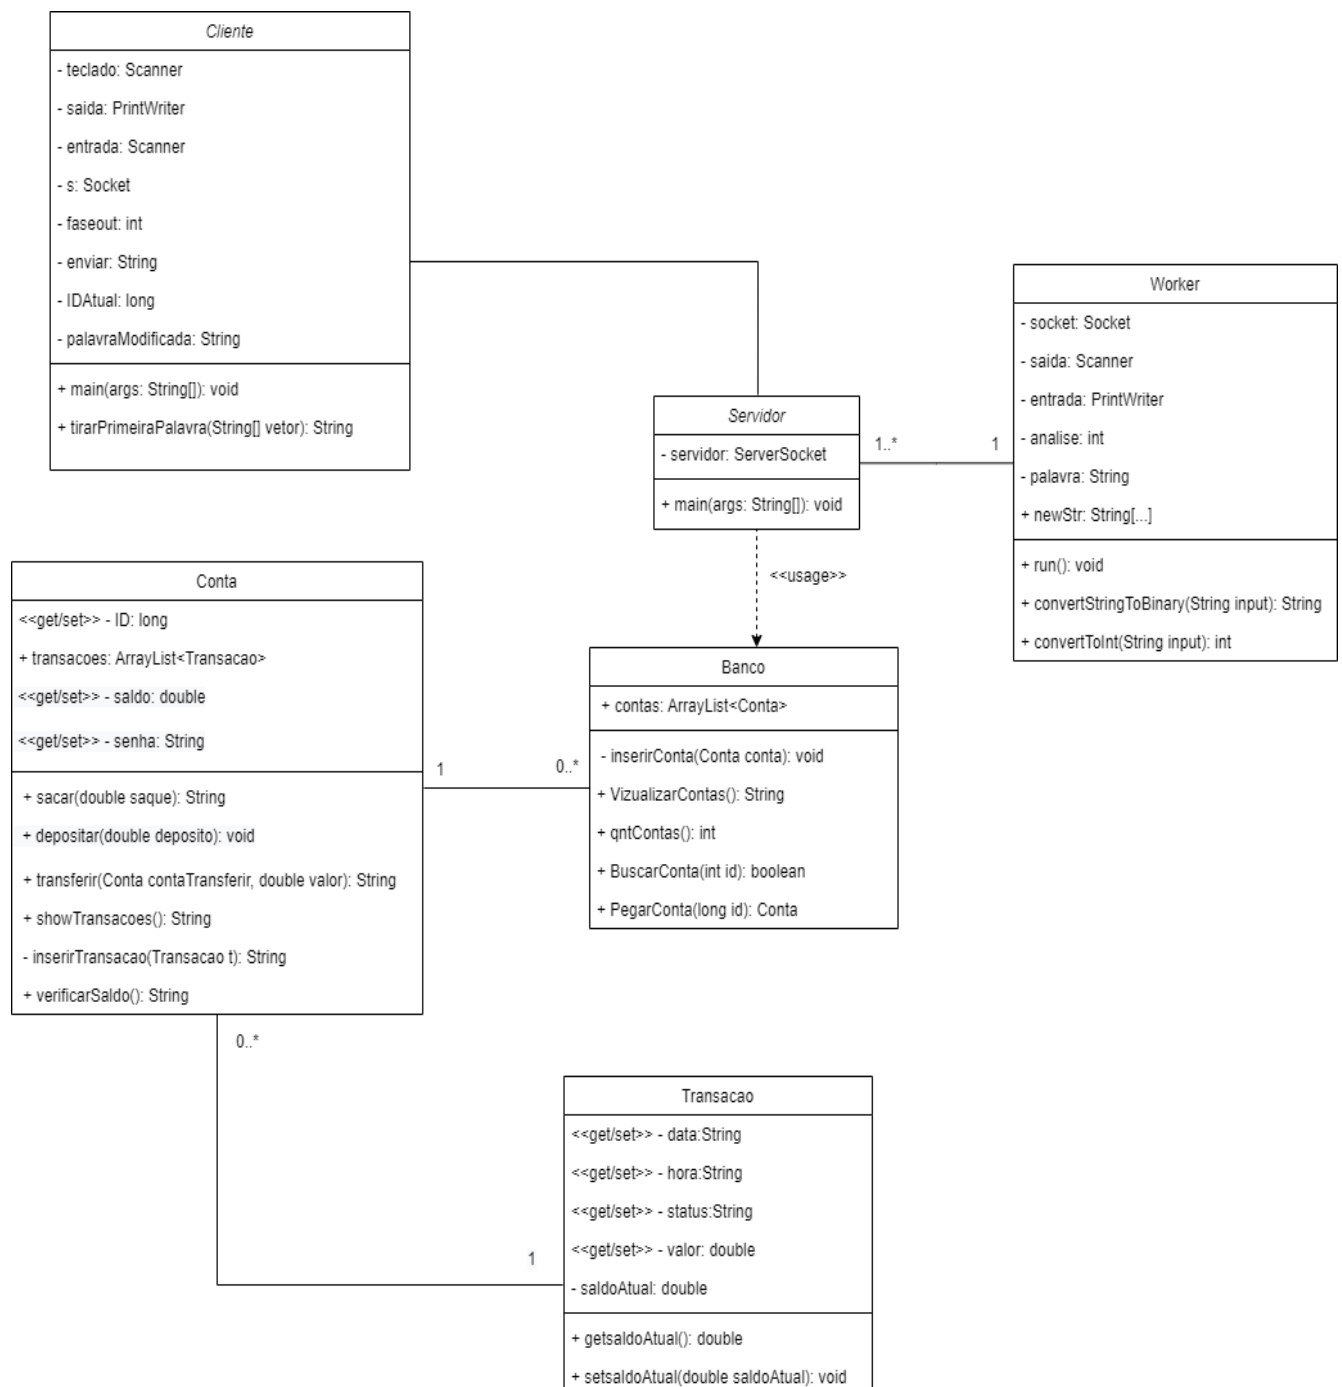 Cliente
- teclado: Scanner
- saida: PrintWriter
- entrada: Scanner
- s: Socket
- faseout: int
- enviar: String
- IDAtual: long
- palavraModificada: String
+ main(args: String[]): void
+ tirarPrimeiraPalavra(String[] vetor): String
Worker
- socket: Socket
- saida: Scanner
- entrada: PrintWriter
- analise: int
- palavra: String
+ newStr: String[...]
+ run(): void
+ convertStringToBinary(String input): String
+ convertToInt(String input): int
Servidor
- servidor: ServerSocket
+ main(args: String[]): void
1..*
1
<<usage>>
Conta
<<get/set>> - ID: long
+ transacoes: ArrayList<Transacao>
<<get/set>> - saldo: double
<<get/set>> - senha: String
+ sacar(double saque): String
+ depositar(double deposito): void
+ transferir(Conta contaTransferir, double valor): String
+ showTransacoes(): String
- inserirTransacao(Transacao t): String
+ verificarSaldo(): String
1
0..*
Banco
+ contas: ArrayList<Conta>
- inserirConta(Conta conta): void
+ VizualizarContas(): String
+ qntContas(): int
+ BuscarConta(int id): boolean
+ PegarConta(long id): Conta
0..*
1
Transacao
<<get/set>> - data:String
<<get/set>> - hora:String
<<get/set>> - status:String
<<get/set>> - valor: double
- saldoAtual: double
+ getsaldoAtual(): double
+ setsaldoAtual(double saldoAtual): void